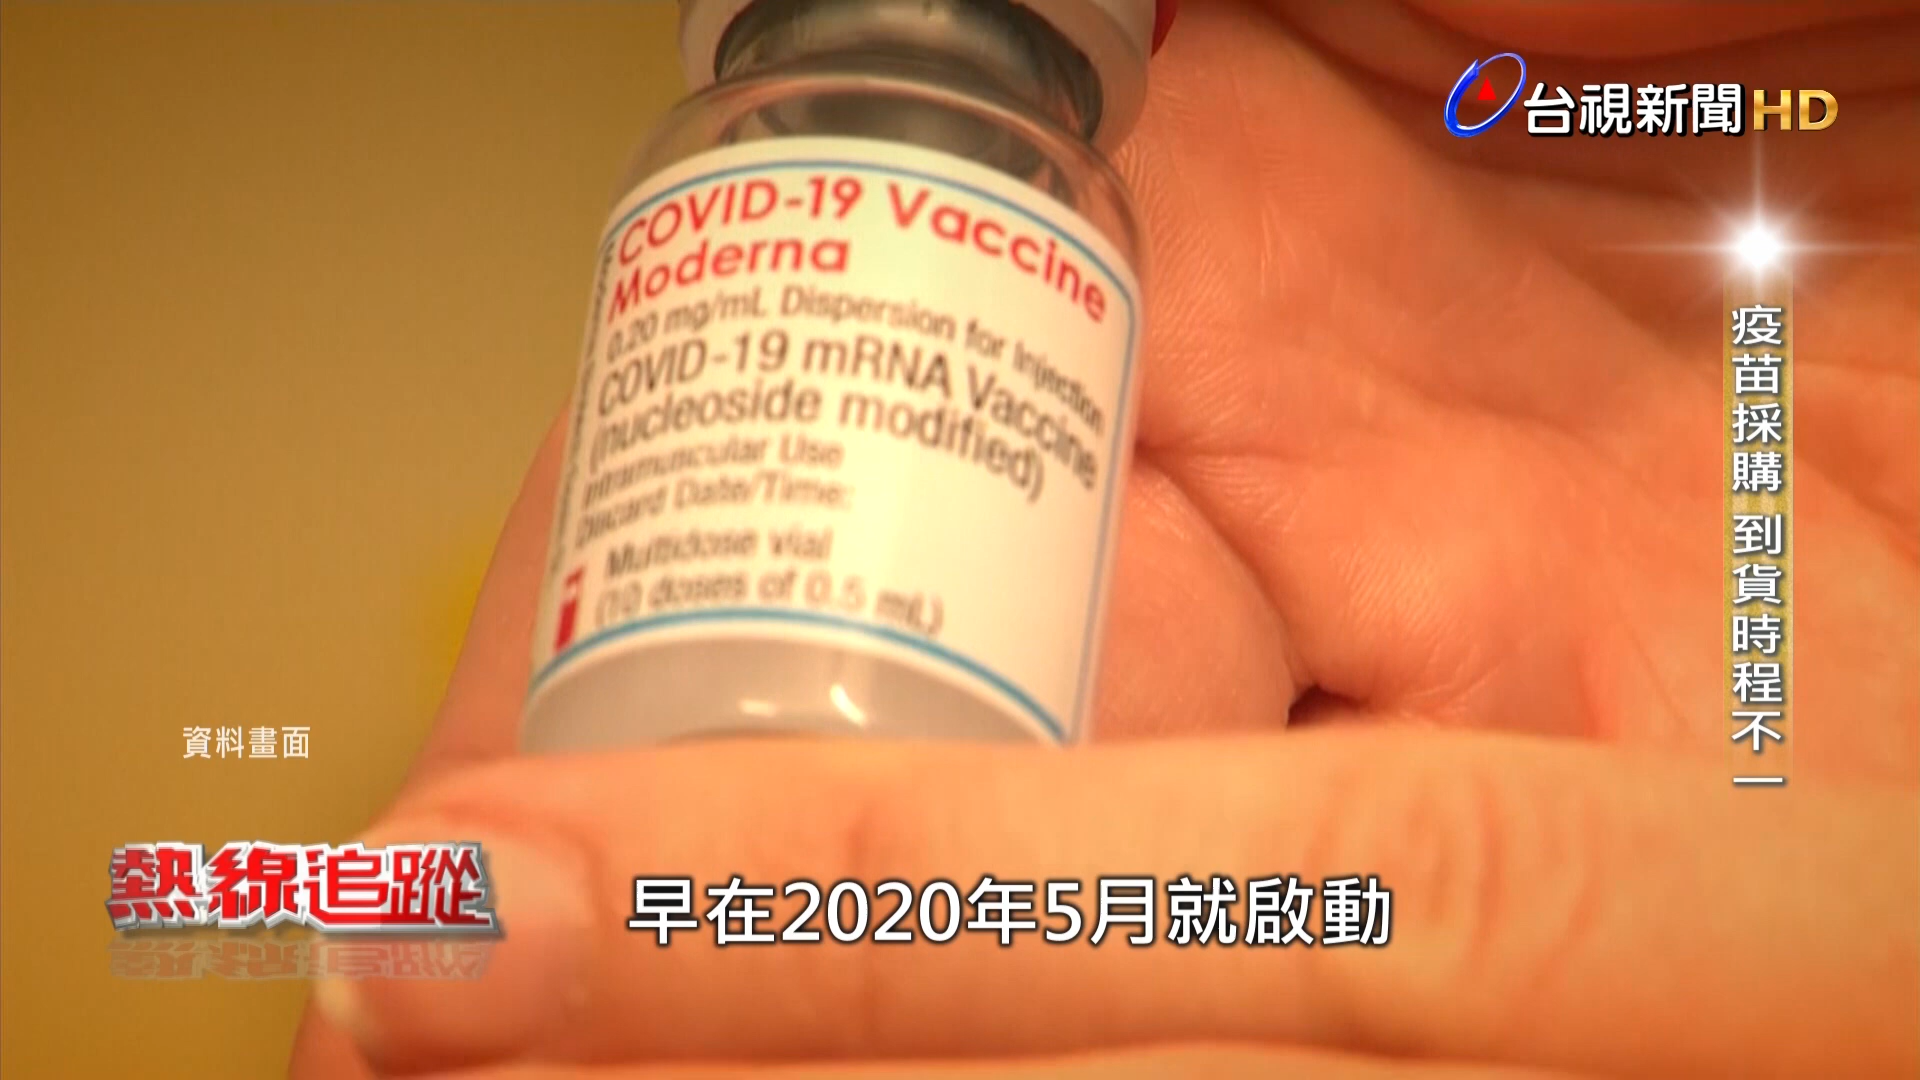 台視新聞HD
COVID-19 Vaccine
Moderna
0.20 mg/mL Dispersion for Injection
COVID-19 mRNA Vaccine
(nucleoside modified)
Intramuscular Use
Discard Date/Time:
Multidose vial
(10 doses of 0.5 mL)
疫苗採購 到貨時程不一
資料畫面
熱線追蹤
早在2020年5月就啟動